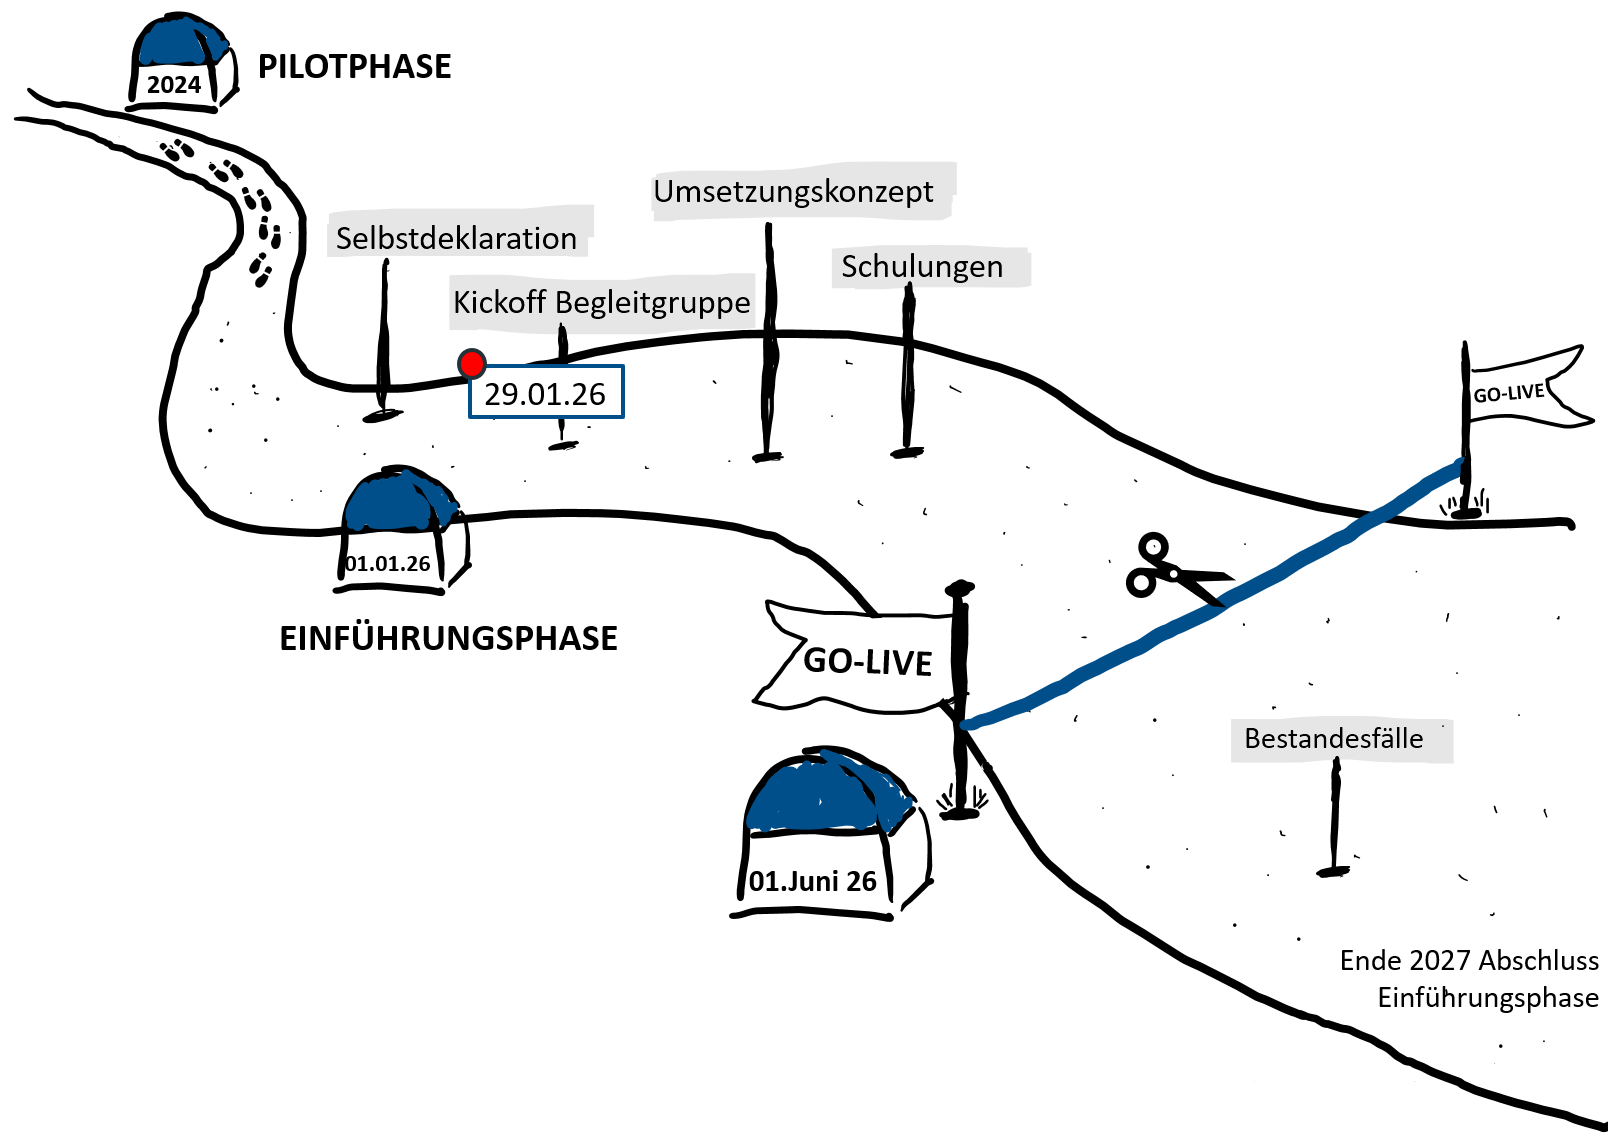 PILOTPHASE
2024
Umsetzungskonzept
Selbstdeklaration
Schulungen
Kickoff Begleitgruppe
29.01.26
GO-LIVE
01.01.26
EINFÜHRUNGSPHASE
GO-LIVE
Bestandesfälle
01.Juni 26
Ende 2027 Abschluss
Einführungsphase